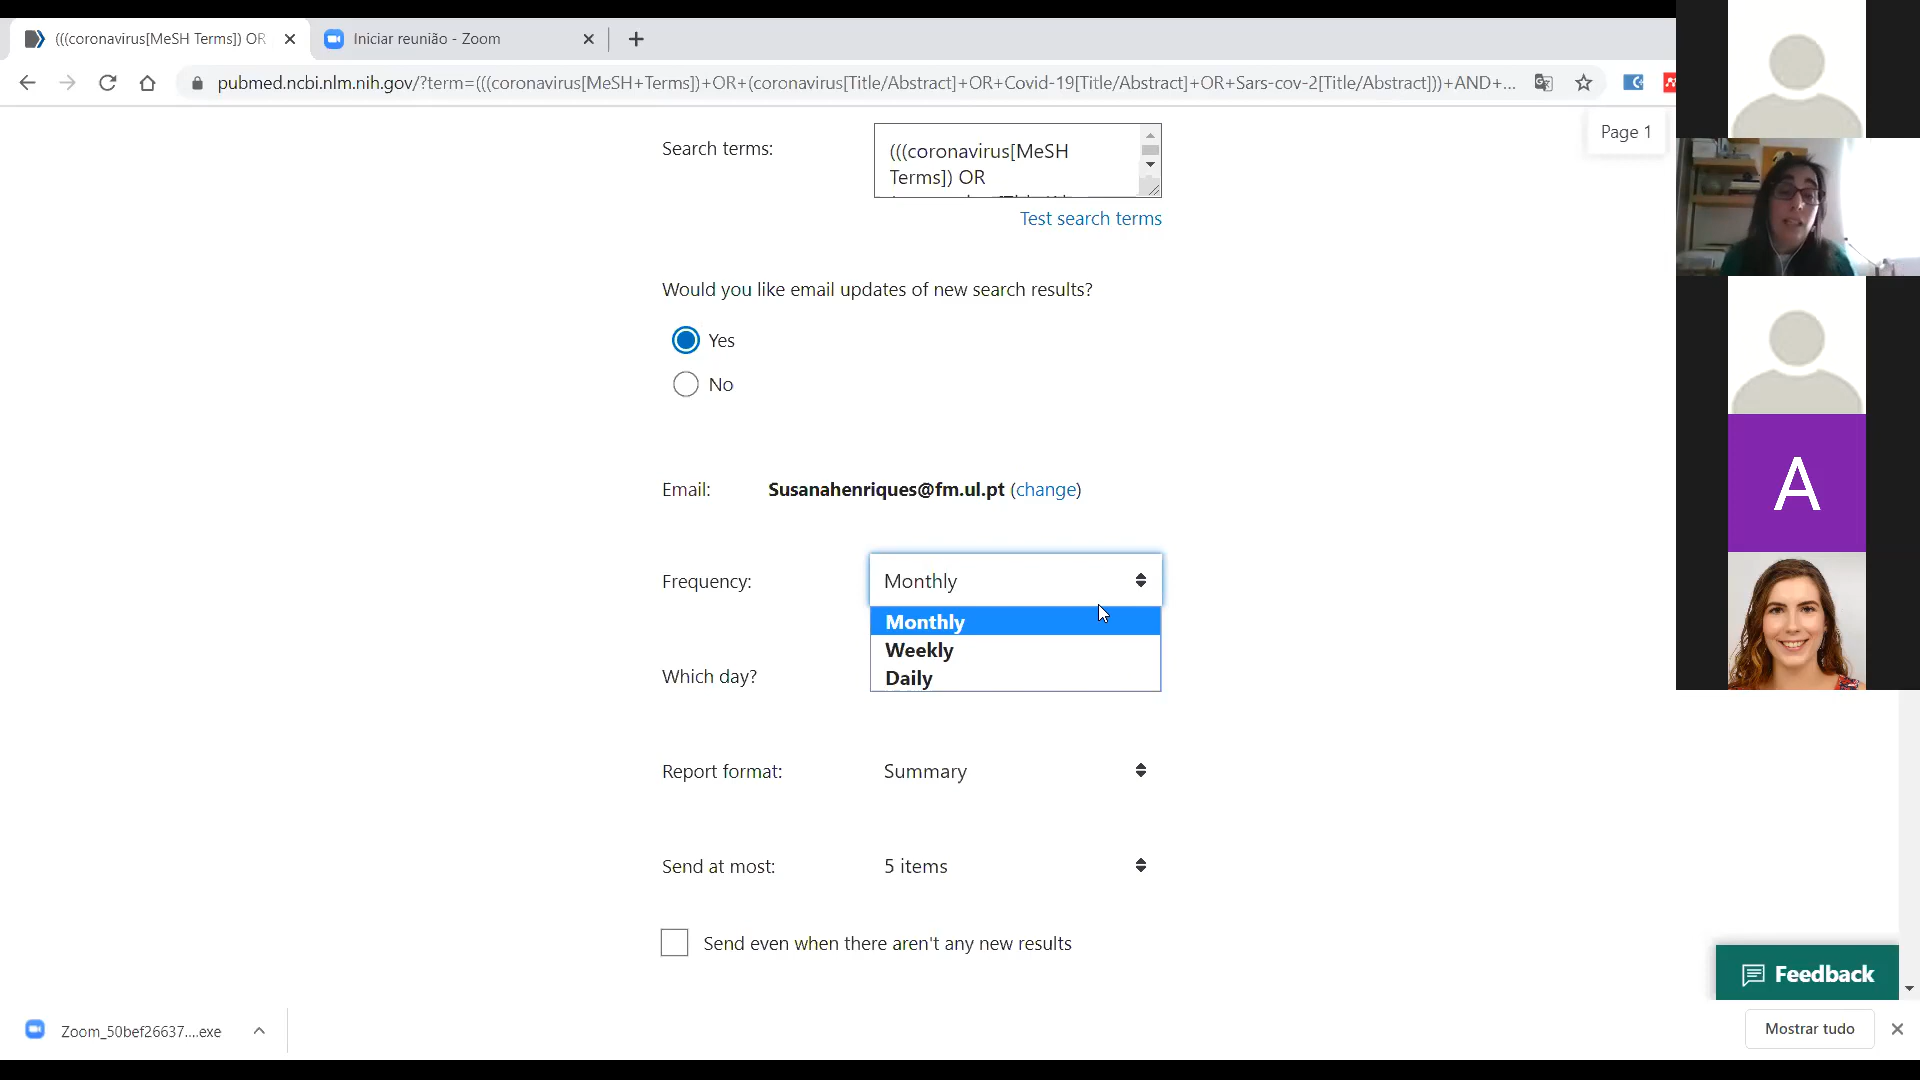 (((coronavirus[MeSH Terms]) OR
Iniciar reunião - Zoom
pubmed.ncbi.nlm.nih.gov/?term=(((coronavirus[MeSH+Terms])+OR+(coronavirus[Title/Abstract]+OR+Covid-19[Title/Abstract]+OR+Sars-cov-2[Title/Abstract]))+AND+...
Page 1
Search terms:
(((coronavirus[MeSH
Terms]) OR
Test search terms
Would you like email updates of new search results?
Yes
No
Email: Susanahenriques@fm.ul.pt (change)
Frequency: Monthly
Monthly
Weekly
Daily
Which day?
Report format: Summary
Send at most: 5 items
Send even when there aren't any new results
A
Feedback
Zoom_50bef26637....exe
Mostrar tudo